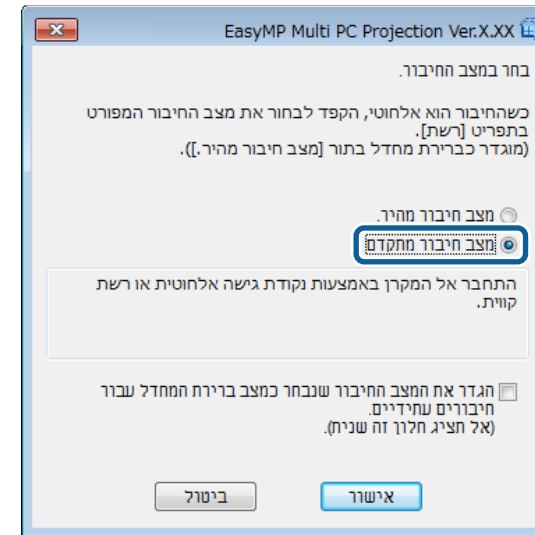 EasyMP Multi PC Projection Ver.X.XX
בחר במצב החיבור.
כשהחיבור הוא אלחוטי, הקפד לבחור את מצב החיבור המפורט
בתפריט [רשת].
(מוגדר כברירת מחדל בתור [מצב חיבור מהיר.]).
מצב חיבור מהיר.
מצב חיבור מתקדם
התחבר אל המקרן באמצעות נקודת גישה אלחוטית או רשת
קווית.
הגדר את המצב החיבור שנבחר כמצב ברירת המחדל עבור
חיבורים עתידיים.
(אל תציג חלון זה שנית).
אישור
ביטול